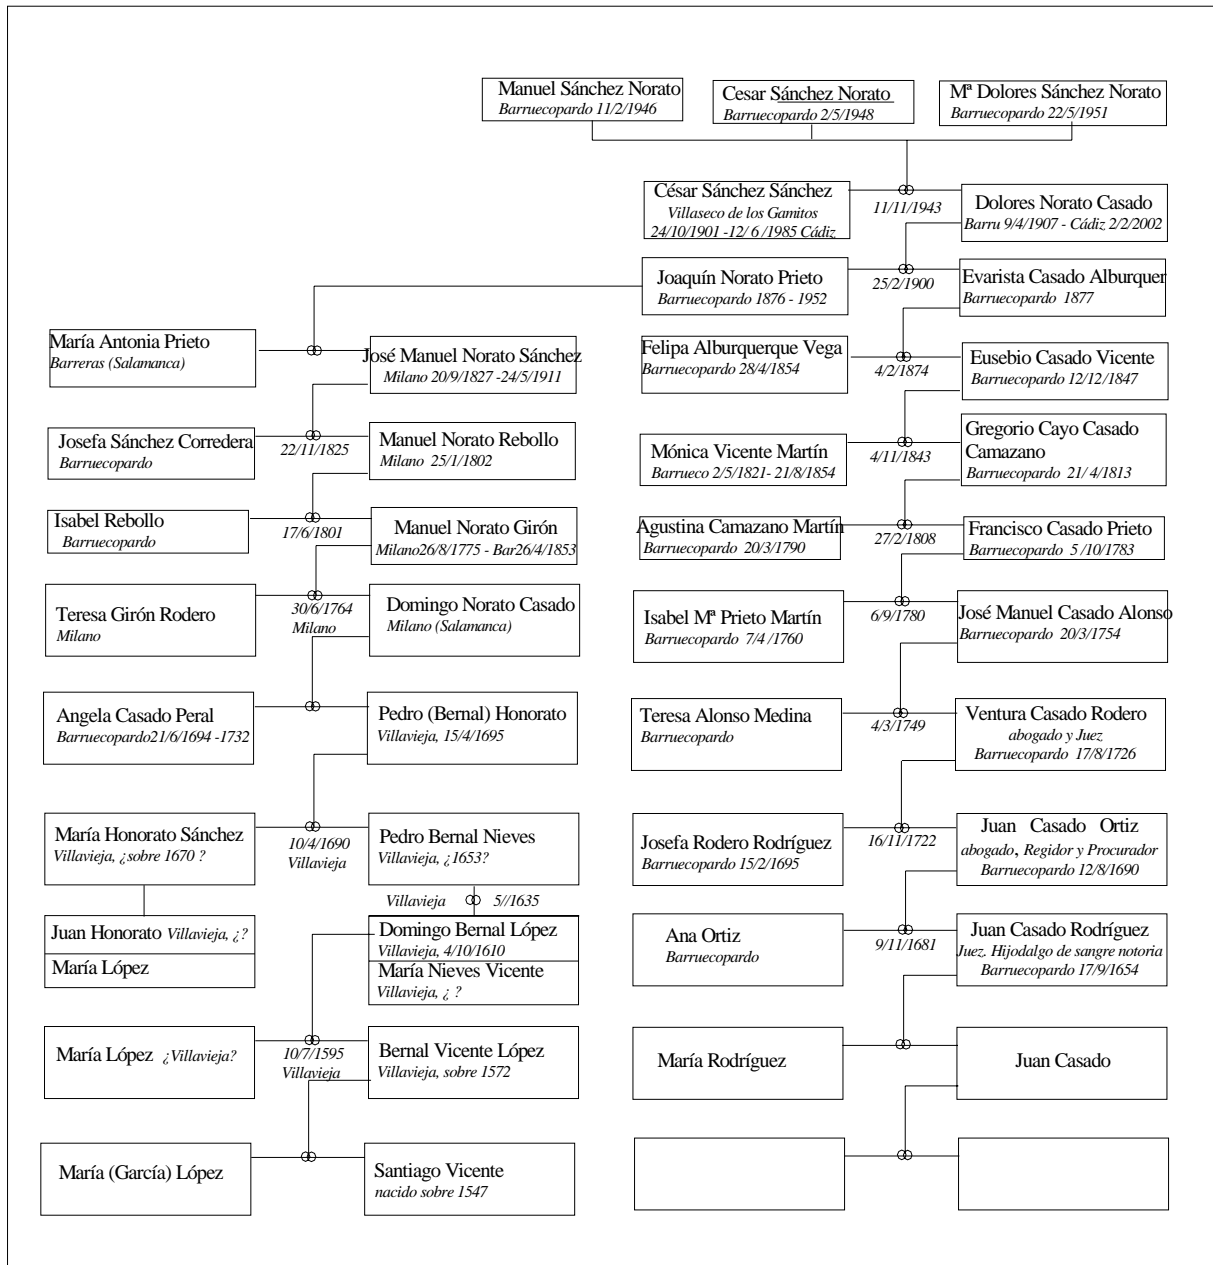 Manuel Sánchez Norato
Barruecopardo 11/2/1946
Cesar Sánchez Norato
Barruecopardo 2/5/1948
Mª Dolores Sánchez Norato
Barruecopardo 22/5/1951
César Sánchez Sánchez
Villaseco de los Gamitos
24/10/1901 -12/ 6 /1985 Cádiz
11/11/1943
Dolores Norato Casado
Barru 9/4/1907 - Cádiz 2/2/2002
Joaquín Norato Prieto
Barruecopardo 1876 - 1952
25/2/1900
Evarista Casado Alburquer
Barruecopardo 1877
María Antonia Prieto
Barreras (Salamanca)
José Manuel Norato Sánchez
Milano 20/9/1827 -24/5/1911
Felipa Alburquerque Vega
Barruecopardo 28/4/1854
4/2/1874
Eusebio Casado Vicente
Barruecopardo 12/12/1847
Josefa Sánchez Corredera
Barruecopardo
22/11/1825
Manuel Norato Rebollo
Milano 25/1/1802
Mónica Vicente Martín
Barrueco 2/5/1821- 21/8/1854
4/11/1843
Gregorio Cayo Casado
Camazano
Barruecopardo 21/ 4/1813
Isabel Rebollo
Barruecopardo
17/6/1801
Manuel Norato Girón
Milano26/8/1775 - Bar26/4/1853
Agustina Camazano Martín
Barruecopardo 20/3/1790
27/2/1808
Francisco Casado Prieto
Barruecopardo 5 /10/1783
Teresa Girón Rodero
Milano
30/6/1764
Milano
Domingo Norato Casado
Milano (Salamanca)
Isabel Mª Prieto Martín
Barruecopardo 7/4 /1760
6/9/1780
José Manuel Casado Alonso
Barruecopardo 20/3/1754
Angela Casado Peral
Barruecopardo21/6/1694 -1732
Pedro (Bernal) Honorato
Villavieja, 15/4/1695
Teresa Alonso Medina
Barruecopardo
4/3/1749
Ventura Casado Rodero
abogado y Juez
Barruecopardo 17/8/1726
María Honorato Sánchez
Villavieja, ¿sobre 1670 ?
10/4/1690
Villavieja
Pedro Bernal Nieves
Villavieja, ¿1653?
Josefa Rodero Rodríguez
Barruecopardo 15/2/1695
16/11/1722
Juan Casado Ortiz
abogado, Regidor y Procurador
Barruecopardo 12/8/1690
Villavieja 5//1635
Juan Honorato Villavieja, ¿?
María López
Domingo Bernal López
Villavieja, 4/10/1610
María Nieves Vicente
Villavieja, ¿ ?
Ana Ortiz
Barruecopardo
9/11/1681
Juan Casado Rodríguez
Juez. Hijodalgo de sangre notoria
Barruecopardo 17/9/1654
María López ¿Villavieja?
10/7/1595
Villavieja
Bernal Vicente López
Villavieja, sobre 1572
María Rodríguez
Juan Casado
María (García) López
Santiago Vicente
nacido sobre 1547